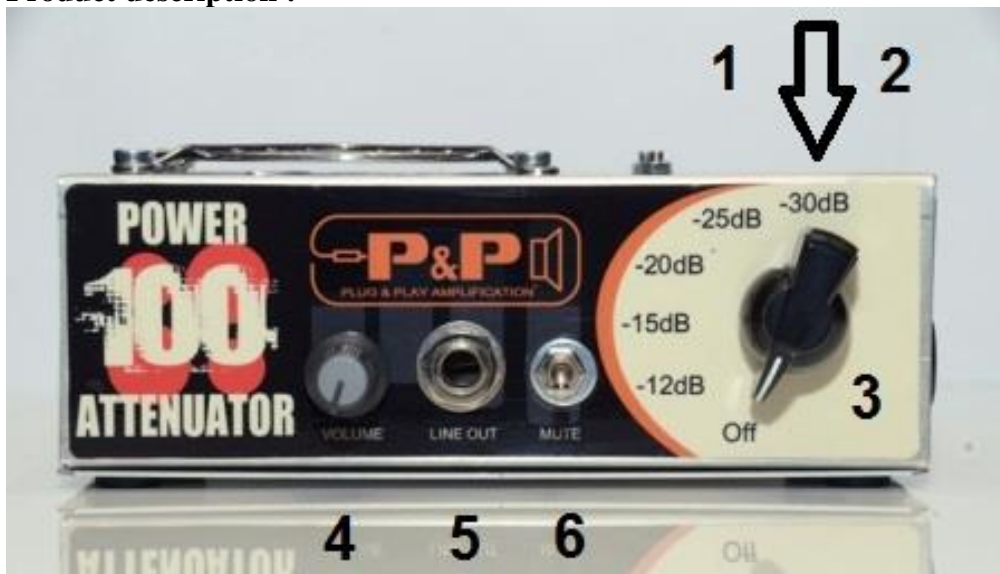 Product description :
1 2
POWER
100
ATTENUATOR
P&P
PLUG & PLAY AMPLIFICATION
VOLUME
LINE OUT
MUTE
-30dB
-25dB
-20dB
-15dB
-12dB
Off
3
4 5 6